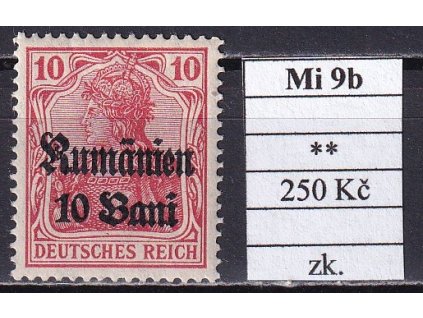 10 10
Rumänien
10 Bani
DEUTSCHES REICH
Mi 9b
**
250 Kč
zk.